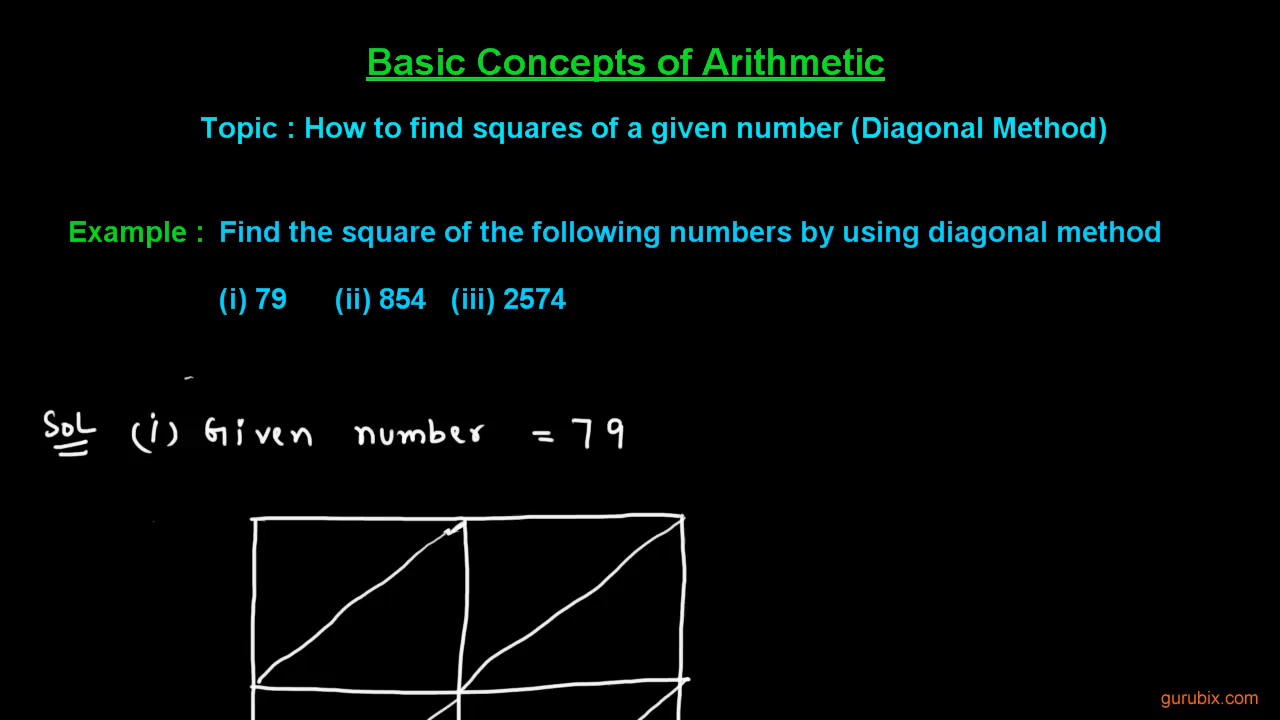 Basic Concepts of Arithmetic
Topic : How to find squares of a given number (Diagonal Method)
Example : Find the square of the following numbers by using diagonal method
(i) 79 (ii) 854 (iii) 2574
SoL (i) Given number = 79
gurubix.com